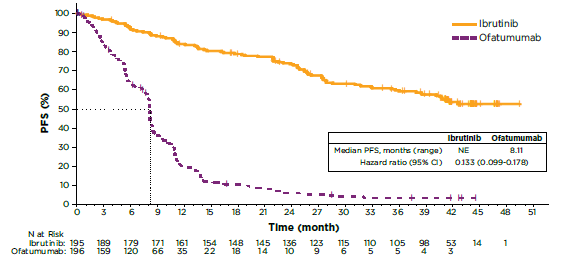 100
90
80
70
60
50
40
30
20
10
0
PFS (%)
Ibrutinib
Ofatumumab
Ibrutinib Ofatumumab
Median PFS, months (range) NE 8.11
Hazard ratio (95% CI) 0.133 (0.099-0.178)
0 3 6 9 12 15 18 21 24 27 30 33 36 39 42 45 48 51
Time (month)
N at Risk
Ibrutinib: 195 189 179 171 161 154 148 145 136 123 115 110 105 98 53 14 1
Ofatumumab: 196 159 120 66 35 22 18 14 10 9 6 5 5 4 3